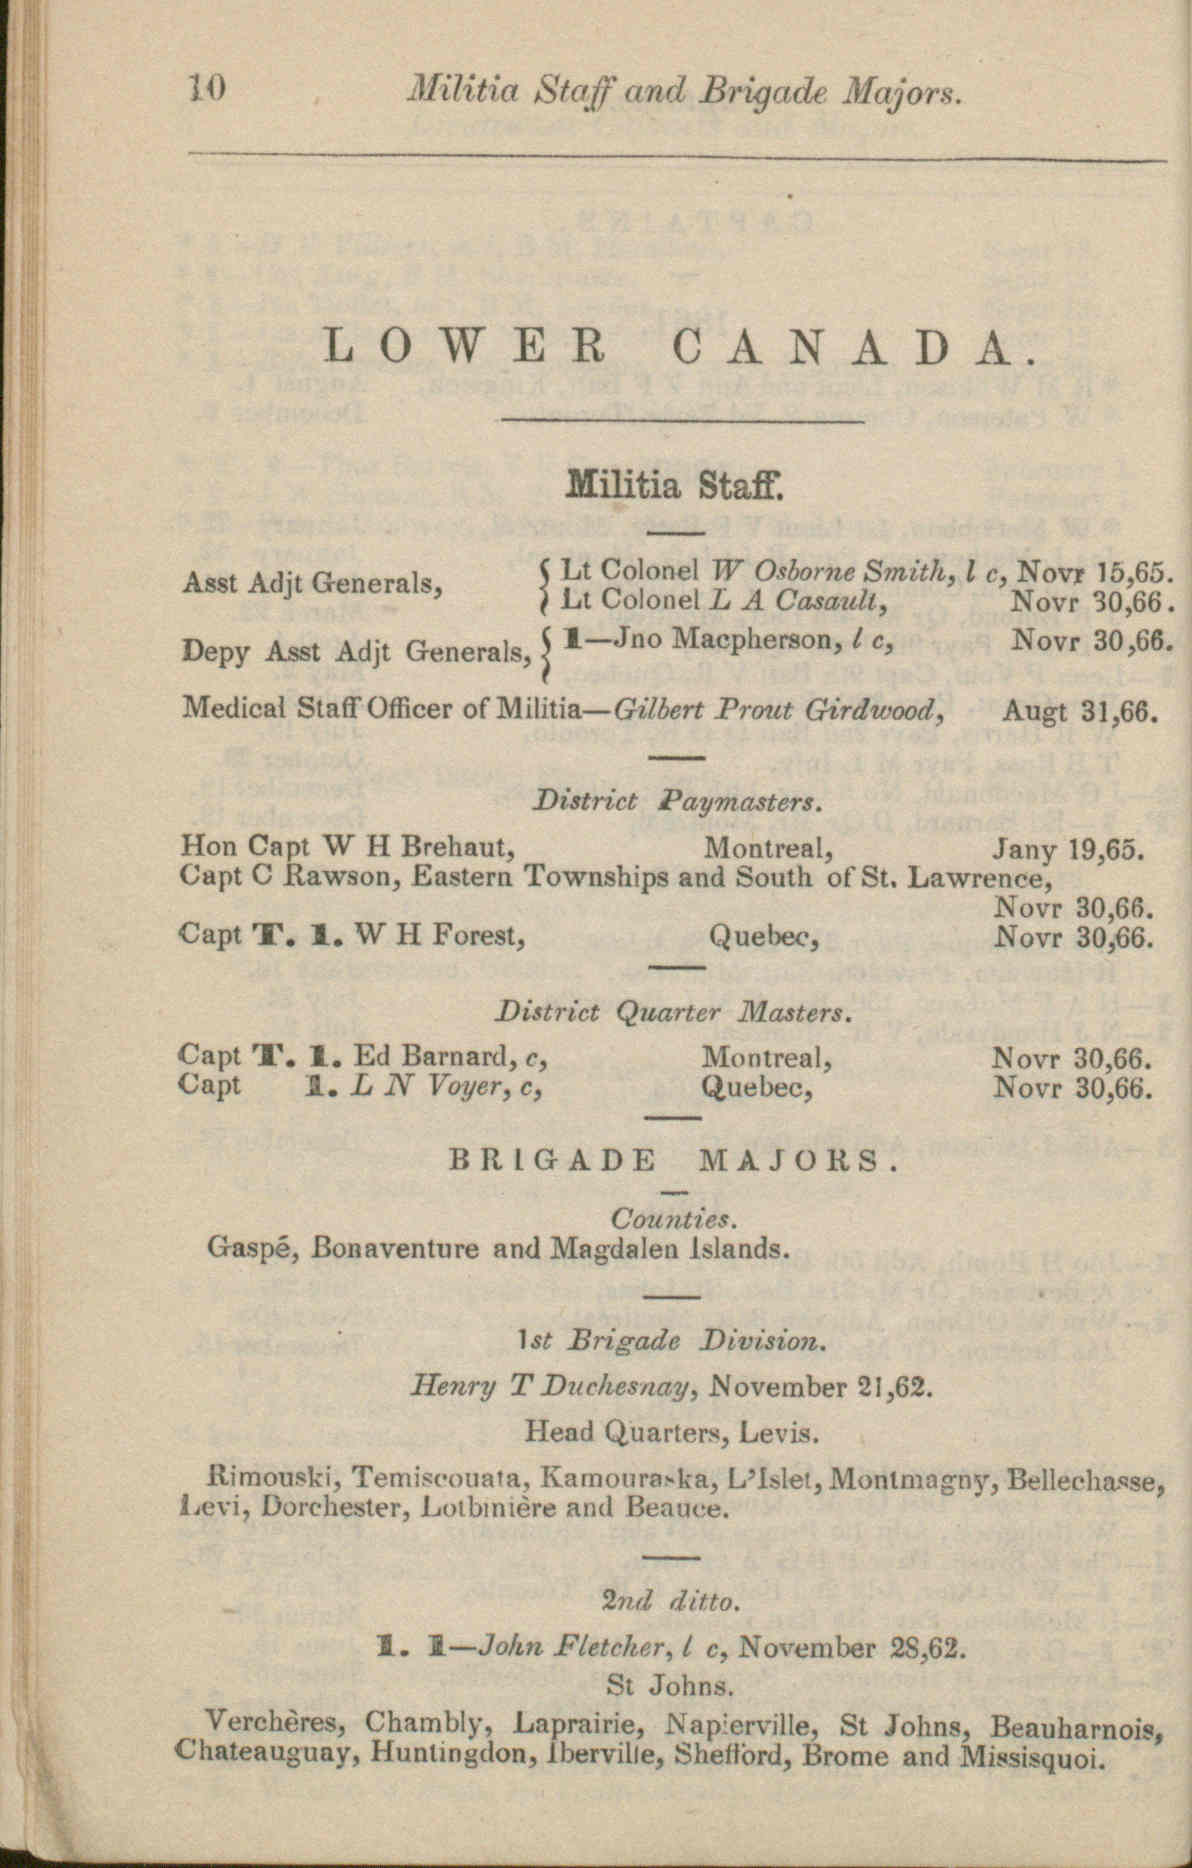 10 Militia Staff and Brigade Majors.
LOWER CANADA.
Militia Staff.
Asst Adjt Generals, { Lt Colonel W Osborne Smith, l c, Novr 15,65.
Lt Colonel L A Casault, Novr 30,66.
Depy Asst Adjt Generals, { 1—Jno Macpherson, l c, Novr 30,66.
Medical Staff Officer of Militia—Gilbert Prout Girdwood, Augt 31,66.
District Paymasters.
Hon Capt W H Brehaut, Montreal, Jany 19,65.
Capt C Rawson, Eastern Townships and South of St. Lawrence,
Novr 30,66.
Capt T. 1. W H Forest, Quebec, Novr 30,66.
District Quarter Masters.
Capt T. 1. Ed Barnard, c, Montreal, Novr 30,66.
Capt 1. L N Voyer, c, Quebec, Novr 30,66.
BRIGADE MAJORS.
Counties.
Gaspé, Bonaventure and Magdalen Islands.
1st Brigade Division.
Henry T Duchesnay, November 21,62.
Head Quarters, Levis.
Rimouski, Temiscouata, Kamouraska, L'Islet, Montmagny, Bellechasse,
Levi, Dorchester, Lotbinière and Beauce.
2nd ditto.
1. 1—John Fletcher, l c, November 28,62.
St Johns.
Verchères, Chambly, Laprairie, Napierville, St Johns, Beauharnois,
Chateauguay, Huntingdon, Iberville, Shefford, Brome and Missisquoi.